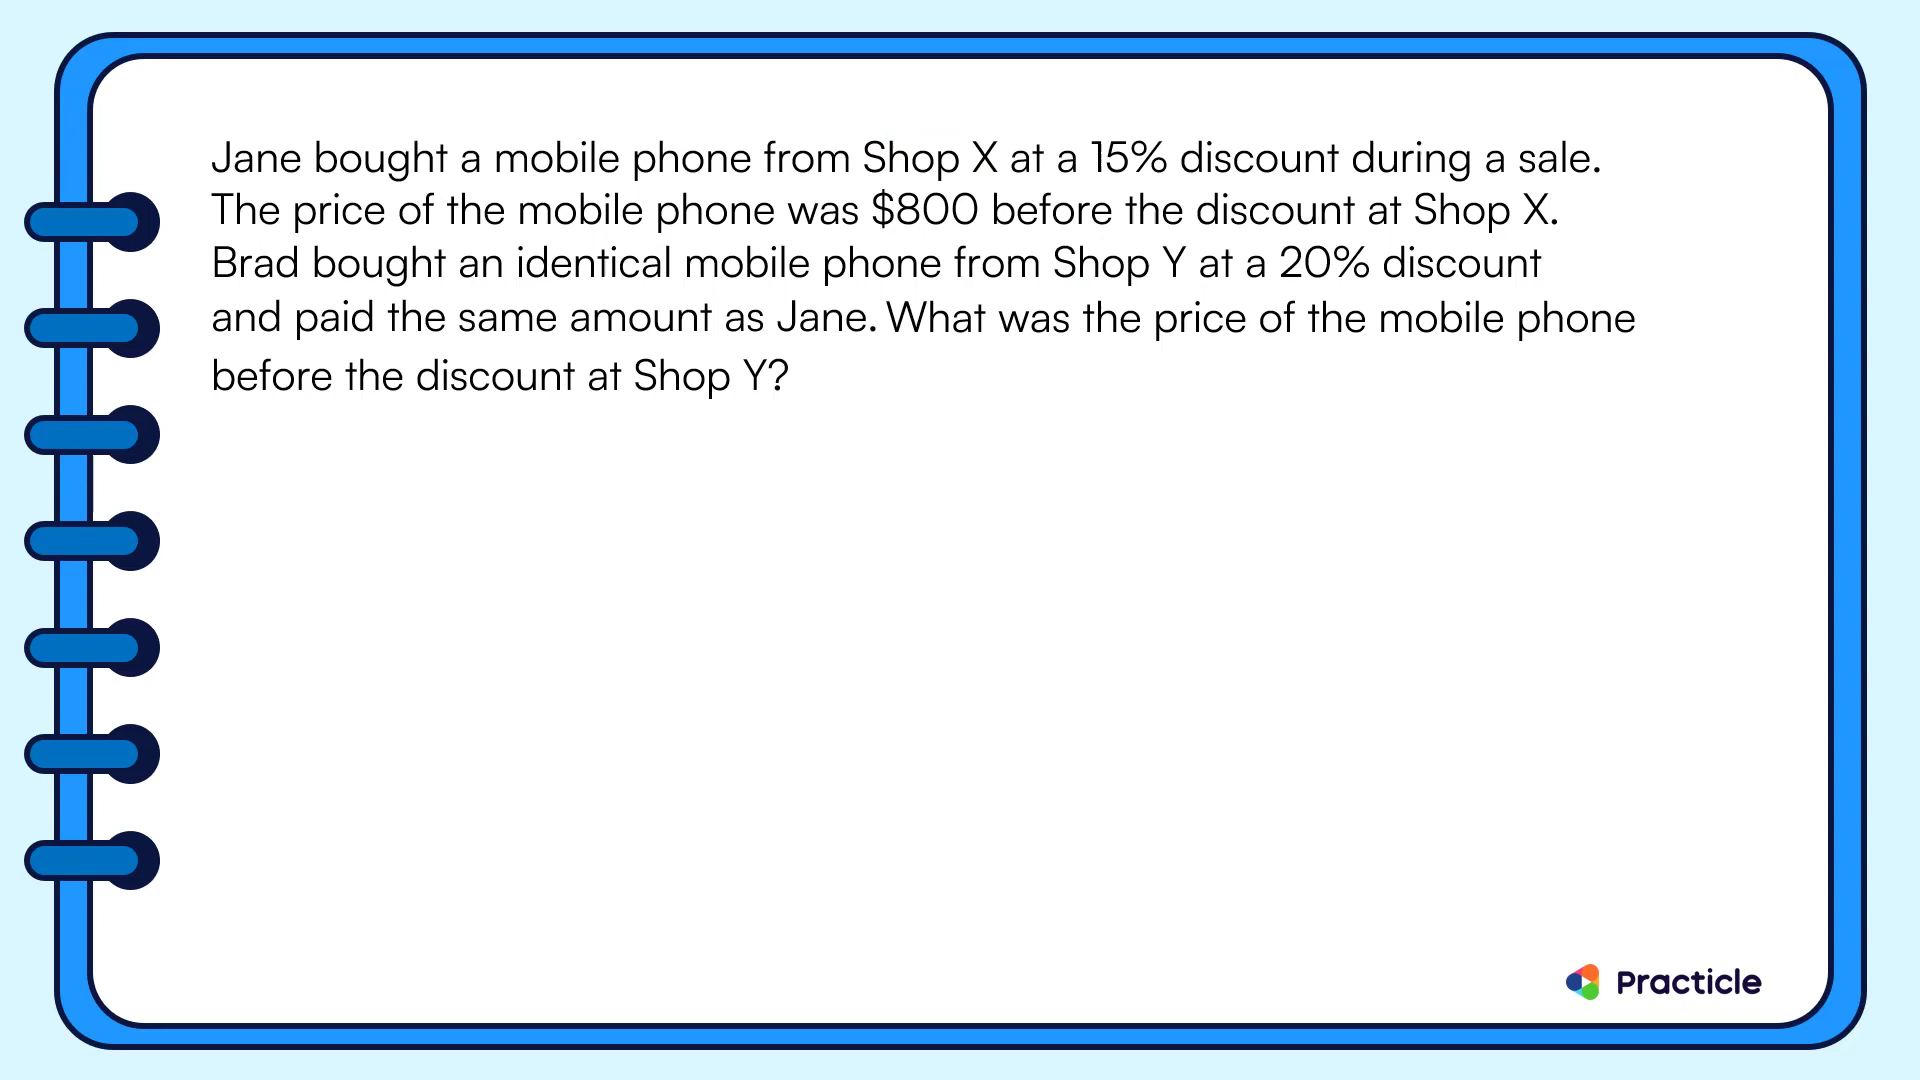 Jane bought a mobile phone from Shop X at a 15% discount during a sale.
The price of the mobile phone was $800 before the discount at Shop X.
Brad bought an identical mobile phone from Shop Y at a 20% discount
and paid the same amount as Jane. What was the price of the mobile phone
before the discount at Shop Y?
Practicle